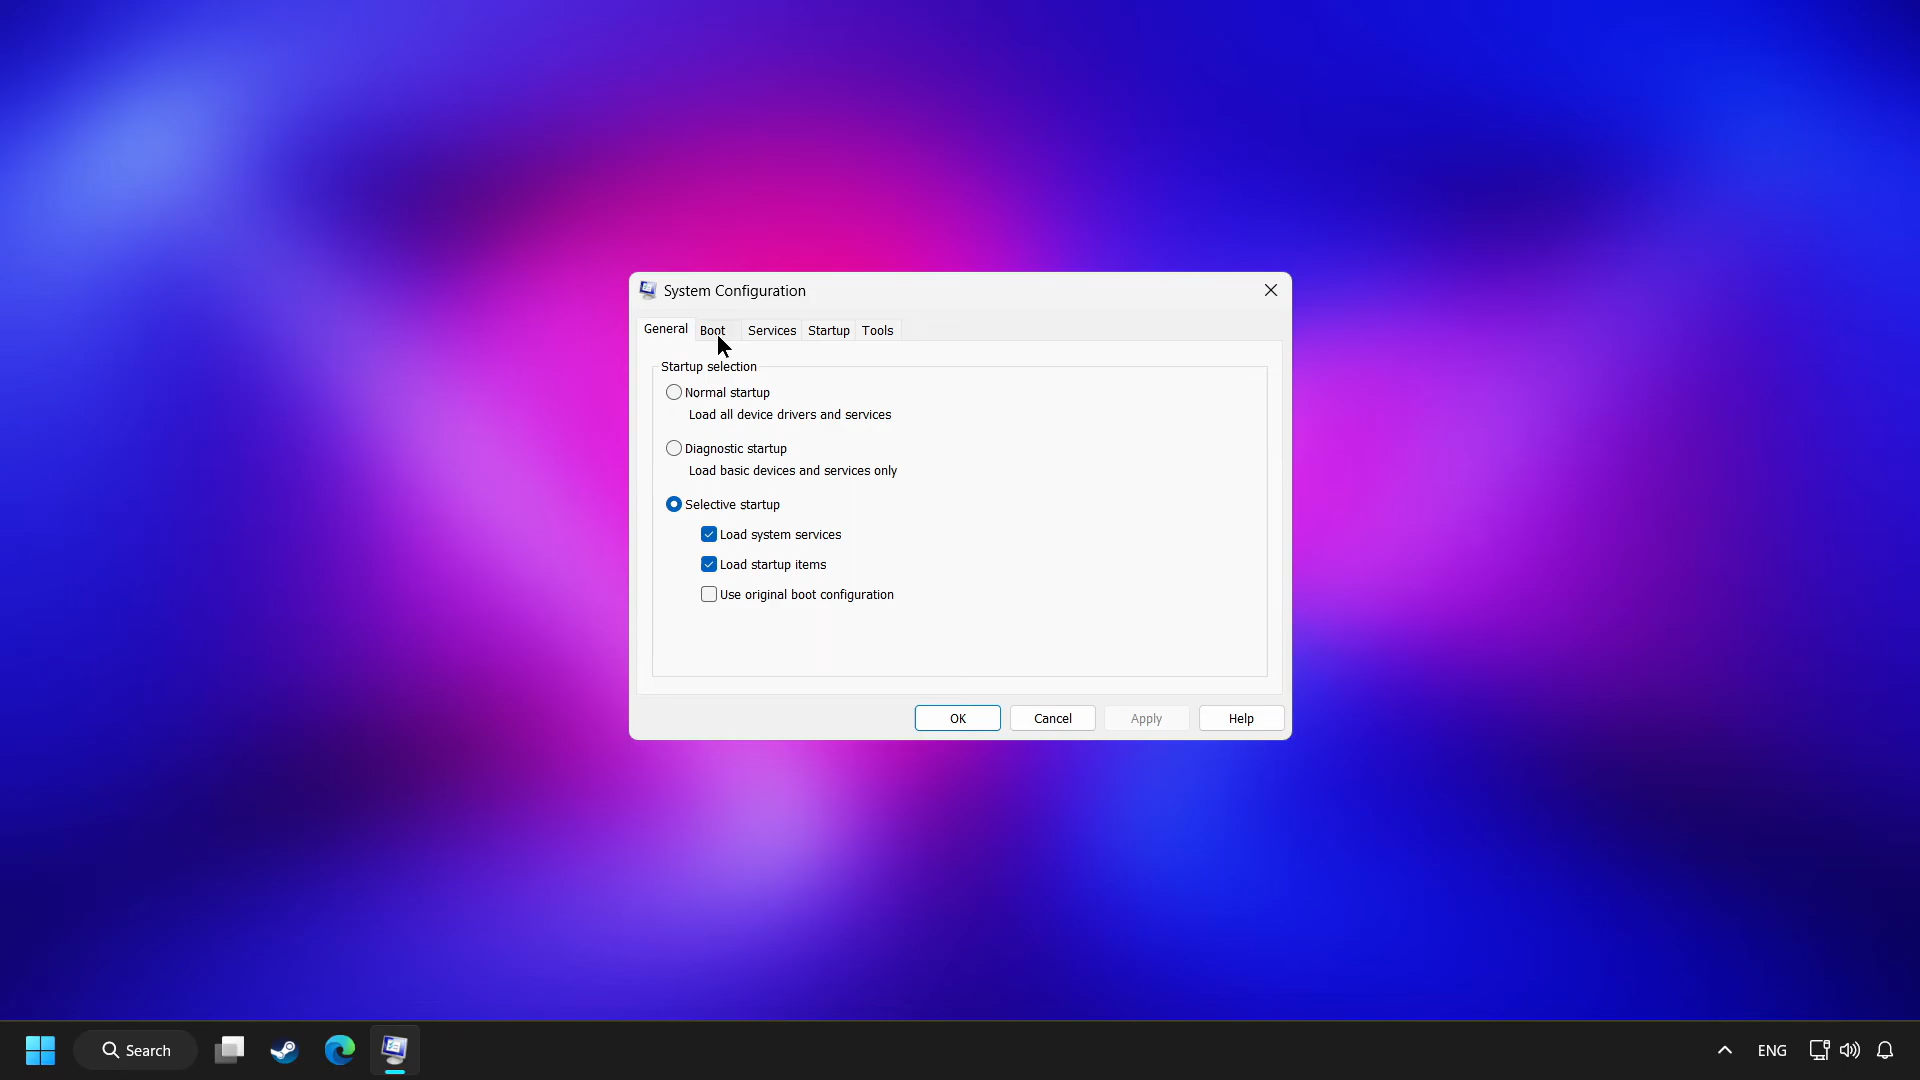 System Configuration
General Boot Services Startup Tools
Startup selection
Normal startup
Load all device drivers and services
Diagnostic startup
Load basic devices and services only
Selective startup
Load system services
Load startup items
Use original boot configuration
OK Cancel Apply Help
Search
ENG